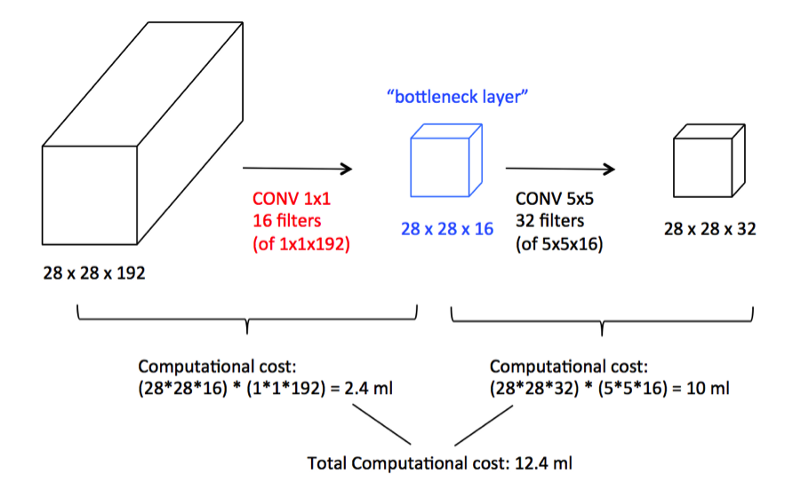 “bottleneck layer”
CONV 1x1
16 filters
(of 1x1x192)
CONV 5x5
32 filters
(of 5x5x16)
28 x 28 x 16
28 x 28 x 32
28 x 28 x 192
Computational cost:
(28*28*16) * (1*1*192) = 2.4 ml
Computational cost:
(28*28*32) * (5*5*16) = 10 ml
Total Computational cost: 12.4 ml